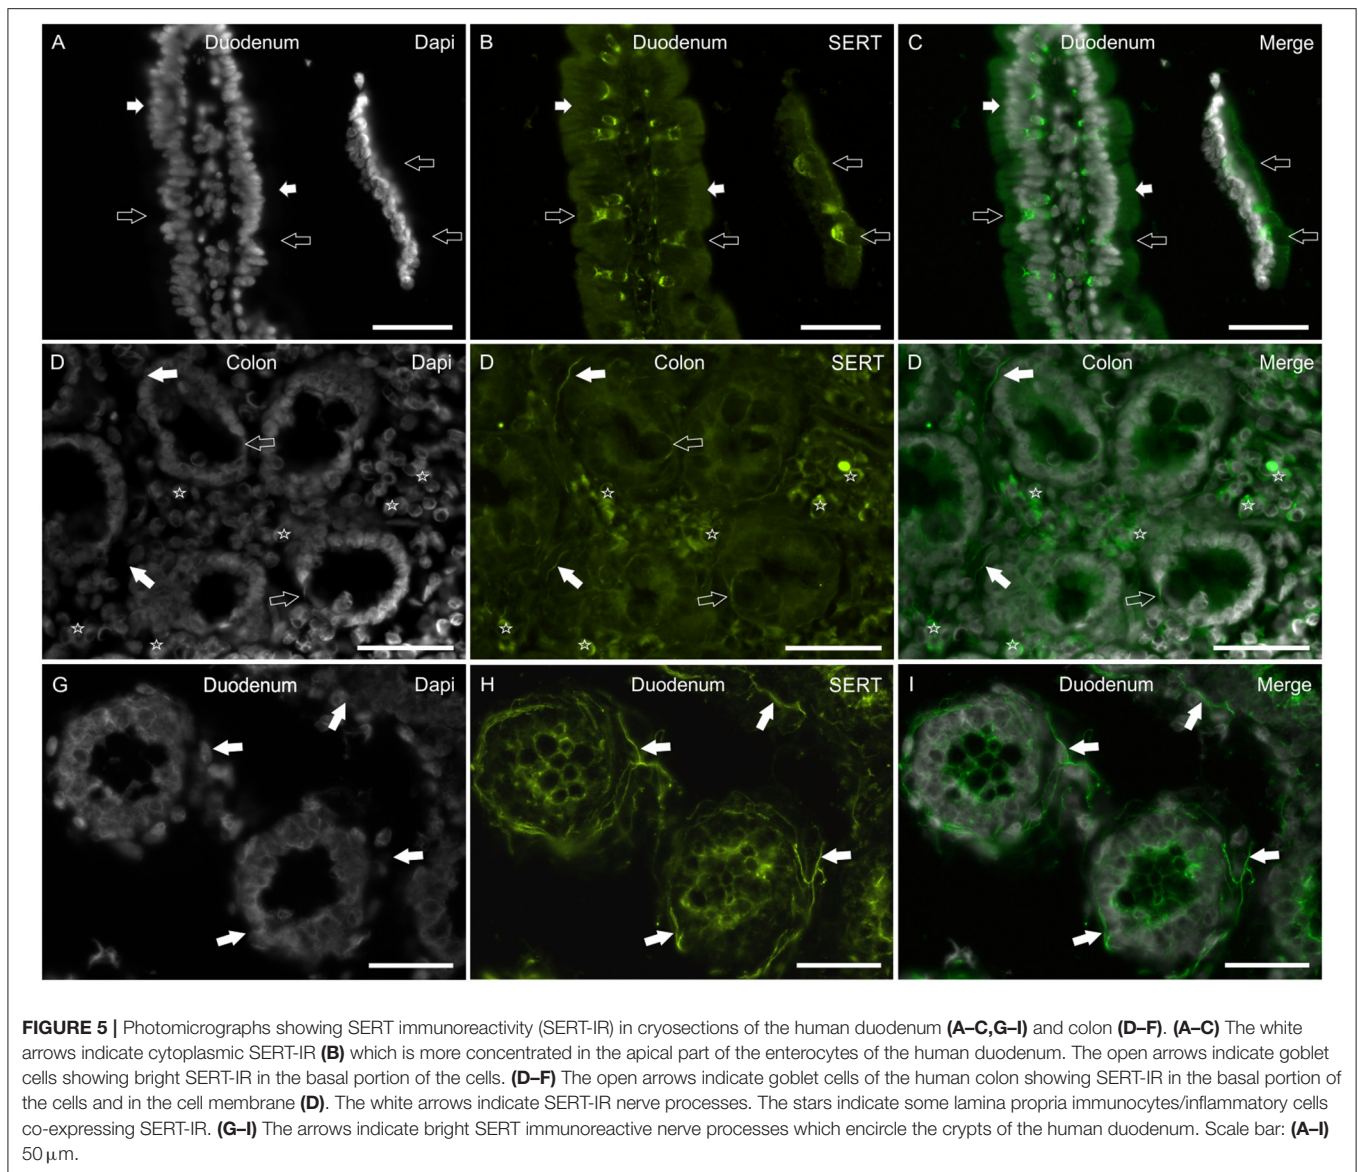 A Duodenum Dapi
B Duodenum SERT
C Duodenum Merge
D Colon Dapi
D Colon SERT
D Colon Merge
G Duodenum Dapi
H Duodenum SERT
I Duodenum Merge
FIGURE 5 | Photomicrographs showing SERT immunoreactivity (SERT-IR) in cryosections of the human duodenum (A–C,G–I) and colon (D–F). (A–C) The white
arrows indicate cytoplasmic SERT-IR (B) which is more concentrated in the apical part of the enterocytes of the human duodenum. The open arrows indicate goblet
cells showing bright SERT-IR in the basal portion of the cells. (D–F) The open arrows indicate goblet cells of the human colon showing SERT-IR in the basal portion of
the cells and in the cell membrane (D). The white arrows indicate SERT-IR nerve processes. The stars indicate some lamina propria immunocytes/inflammatory cells
co-expressing SERT-IR. (G–I) The arrows indicate bright SERT immunoreactive nerve processes which encircle the crypts of the human duodenum. Scale bar: (A–I)
50 μm.